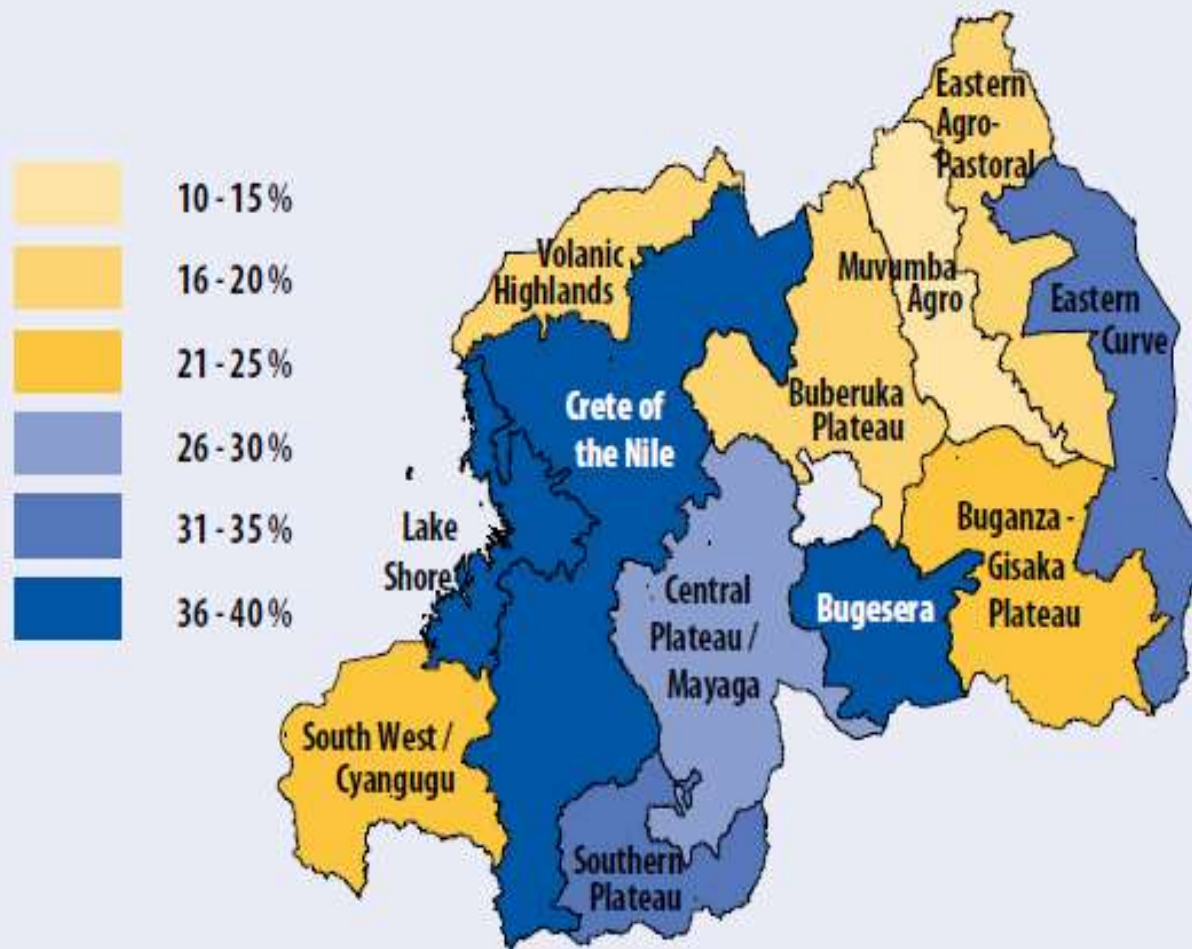 10 - 15%
16 - 20%
21 - 25%
26 - 30%
31 - 35%
36 - 40%
Eastern
Agro-
Pastoral
Volanic
Highlands
Muvumba
Agro
Eastern
Curve
Crete of
the Nile
Buberuka
Plateau
Lake
Shore
Buganza -
Gisaka
Plateau
Central
Plateau /
Mayaga
Bugesera
South West /
Cyangugu
Southern
Plateau